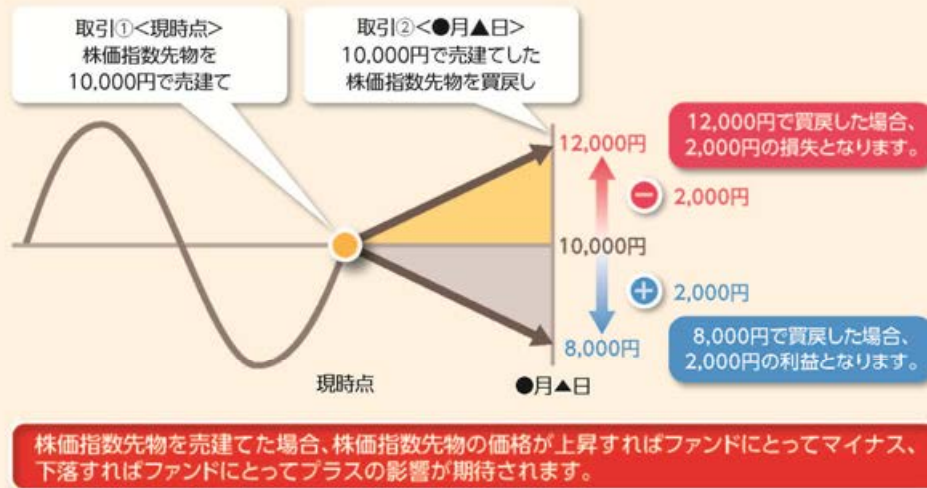 取引①<現時点>
株価指数先物を
10,000円で売建て
取引②<●月▲日>
10,000円で売建てした
株価指数先物を買戻し
12,000円
12,000円で買戻した場合、
2,000円の損失となります。
2,000円
10,000円
2,000円
8,000円
8,000円で買戻した場合、
2,000円の利益となります。
現時点
●月▲日
株価指数先物を売建てた場合、株価指数先物の価格が上昇すればファンドにとってマイナス、
下落すればファンドにとってプラスの影響が期待されます。